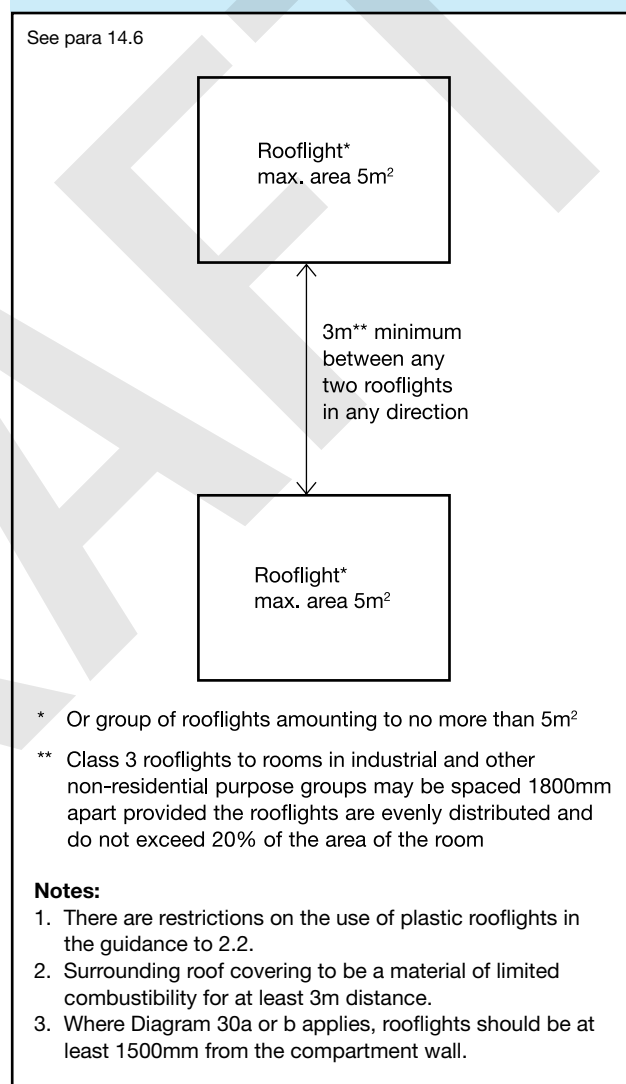 See para 14.6
Rooflight*
max. area 5m²
3m** minimum
between any
two rooflights
in any direction
Rooflight*
max. area 5m²
* Or group of rooflights amounting to no more than 5m²
** Class 3 rooflights to rooms in industrial and other
non-residential purpose groups may be spaced 1800mm
apart provided the rooflights are evenly distributed and
do not exceed 20% of the area of the room
Notes:
1. There are restrictions on the use of plastic rooflights in
the guidance to 2.2.
2. Surrounding roof covering to be a material of limited
combustibility for at least 3m distance.
3. Where Diagram 30a or b applies, rooflights should be at
least 1500mm from the compartment wall.